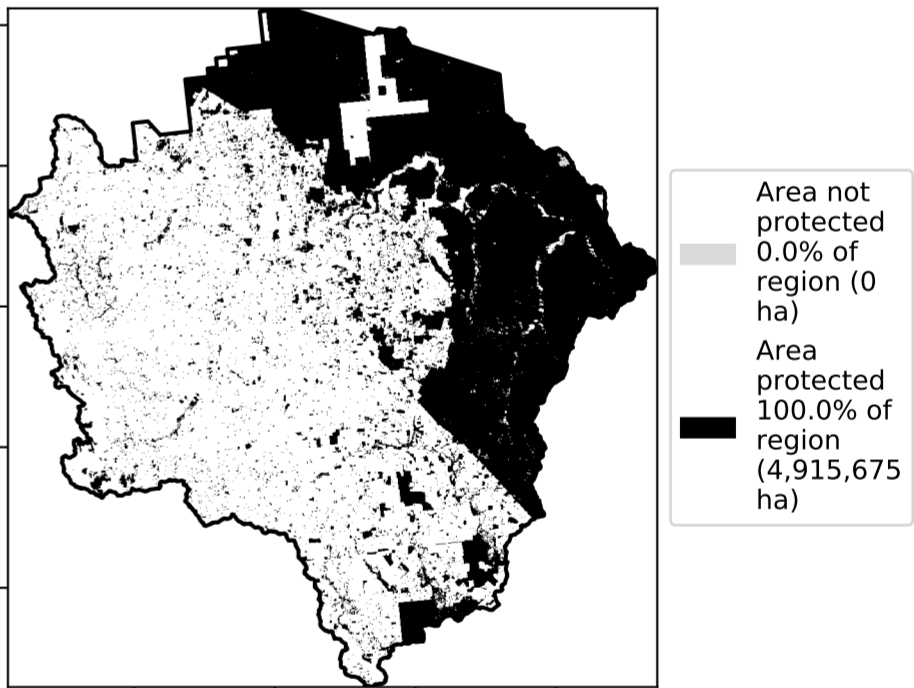 Area not
protected
0.0% of
region (0
ha)
Area
protected
100.0% of
region
(4,915,675
ha)